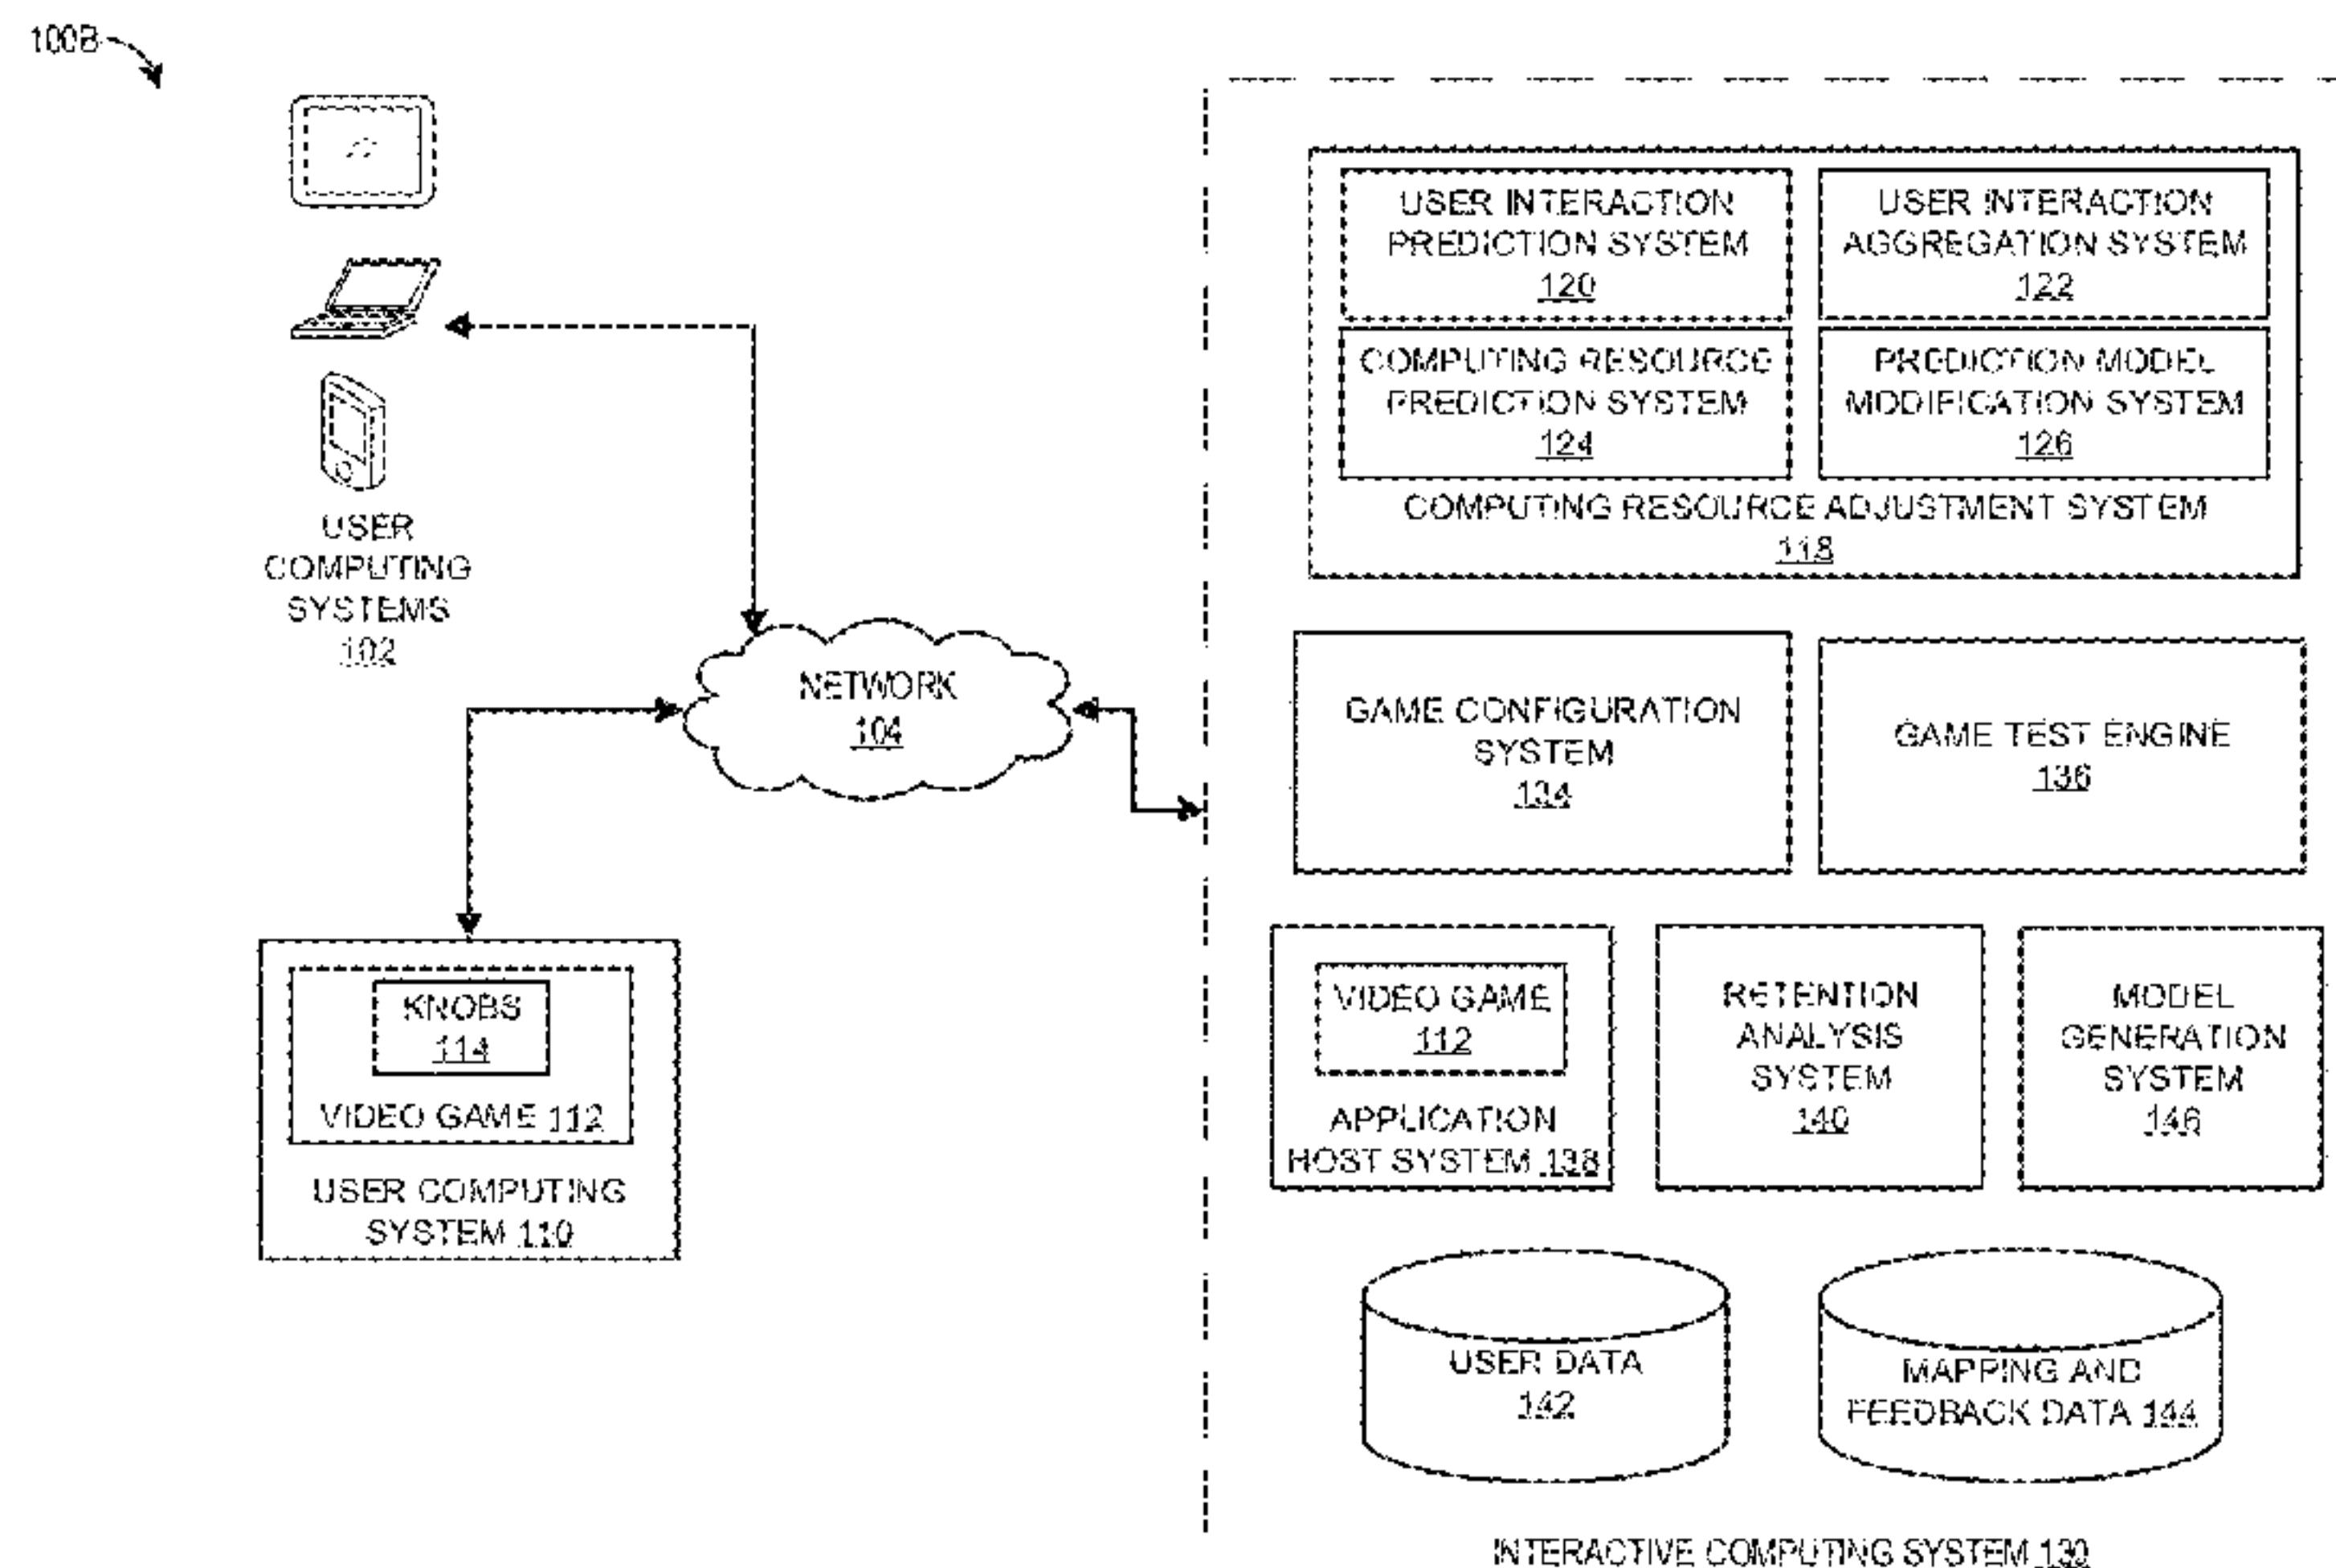 100B
USER
COMPUTING
SYSTEMS
102
NETWORK
104
KNOBS
114
VIDEO GAME 112
USER COMPUTING
SYSTEM 110
USER INTERACTION
PREDICTION SYSTEM
120
USER INTERACTION
AGGREGATION SYSTEM
122
COMPUTING RESOURCE
PREDICTION SYSTEM
124
PREDICTION MODEL
MODIFICATION SYSTEM
126
COMPUTING RESOURCE ADJUSTMENT SYSTEM
118
GAME CONFIGURATION
SYSTEM
134
GAME TEST ENGINE
136
VIDEO GAME
112
APPLICATION
HOST SYSTEM 138
RETENTION
ANALYSIS
SYSTEM
140
MODEL
GENERATION
SYSTEM
146
USER DATA
142
MAPPING AND
FEEDBACK DATA 144
INTERACTIVE COMPUTING SYSTEM 130